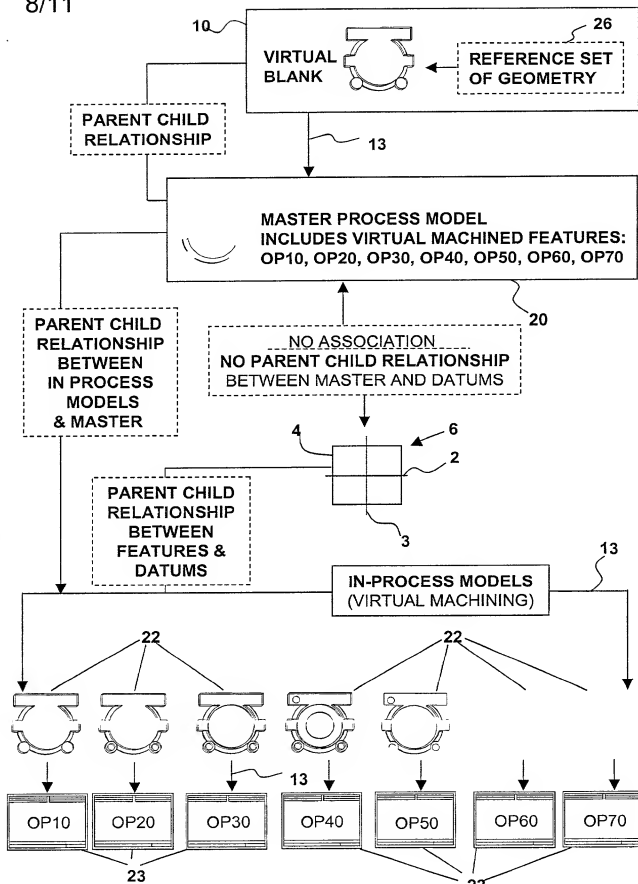 8/11
10
26
VIRTUAL
BLANK
REFERENCE SET
OF GEOMETRY
PARENT CHILD
RELATIONSHIP
13
MASTER PROCESS MODEL
INCLUDES VIRTUAL MACHINED FEATURES:
OP10, OP20, OP30, OP40, OP50, OP60, OP70
20
PARENT CHILD
RELATIONSHIP
BETWEEN
IN PROCESS
MODELS
& MASTER
NO ASSOCIATION
NO PARENT CHILD RELATIONSHIP
BETWEEN MASTER AND DATUMS
4
6
2
3
PARENT CHILD
RELATIONSHIP
BETWEEN
FEATURES &
DATUMS
IN-PROCESS MODELS
(VIRTUAL MACHINING)
13
22
22
13
OP10
OP20
OP30
OP40
OP50
OP60
OP70
23